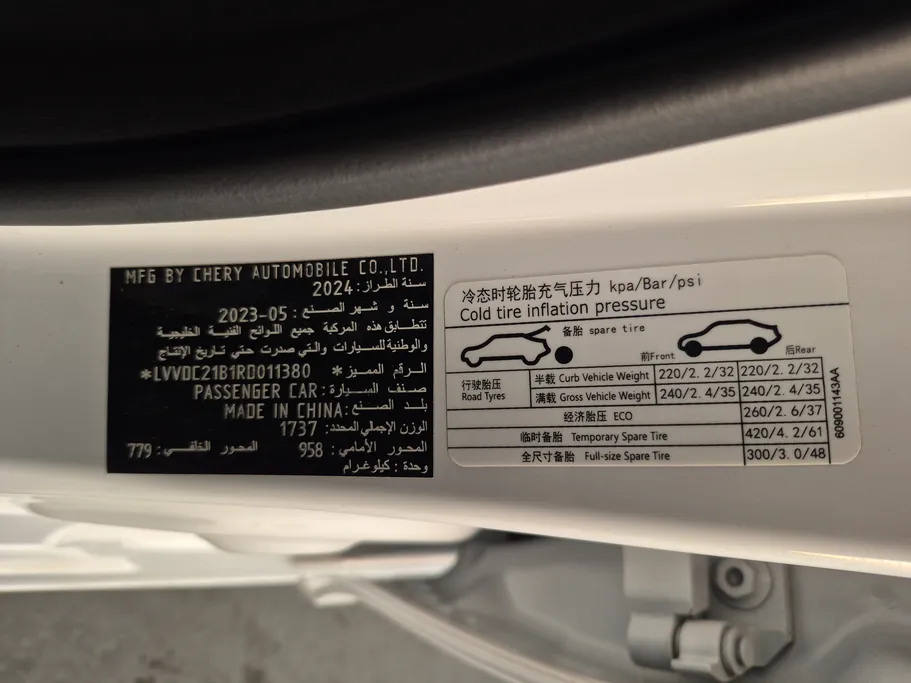 MFG BY CHERY AUTOMOBILE CO.,LTD.
سنة الطراز: 2024
سنة و شهر الصنع: 2023-05
تتطابق هذه المركبة جميع اللوائح الفنية الخليجية
والوطنية للسيارات والتي صدرت حتي تاريخ الإنتاج
الرقم المميز: *LVVDC21B1RD011380*
صنف السيارة: PASSENGER CAR
بلد الصنع: MADE IN CHINA
الوزن الإجمالي المحدد: 1737
المحور الأمامي: 958 المحور الخلفي: 779
وحدة: كيلوغرام
冷态时轮胎充气压力 kpa/Bar/psi
Cold tire inflation pressure
备胎 spare tire
前Front 后Rear
行驶胎压 Road Tyres
半载 Curb Vehicle Weight 220/2.2/32 220/2.2/32
满载 Gross Vehicle Weight 240/2.4/35 240/2.4/35
经济胎压 ECO 260/2.6/37
临时备胎 Temporary Spare Tire 420/4.2/61
全尺寸备胎 Full-size Spare Tire 300/3.0/48
609001143AA